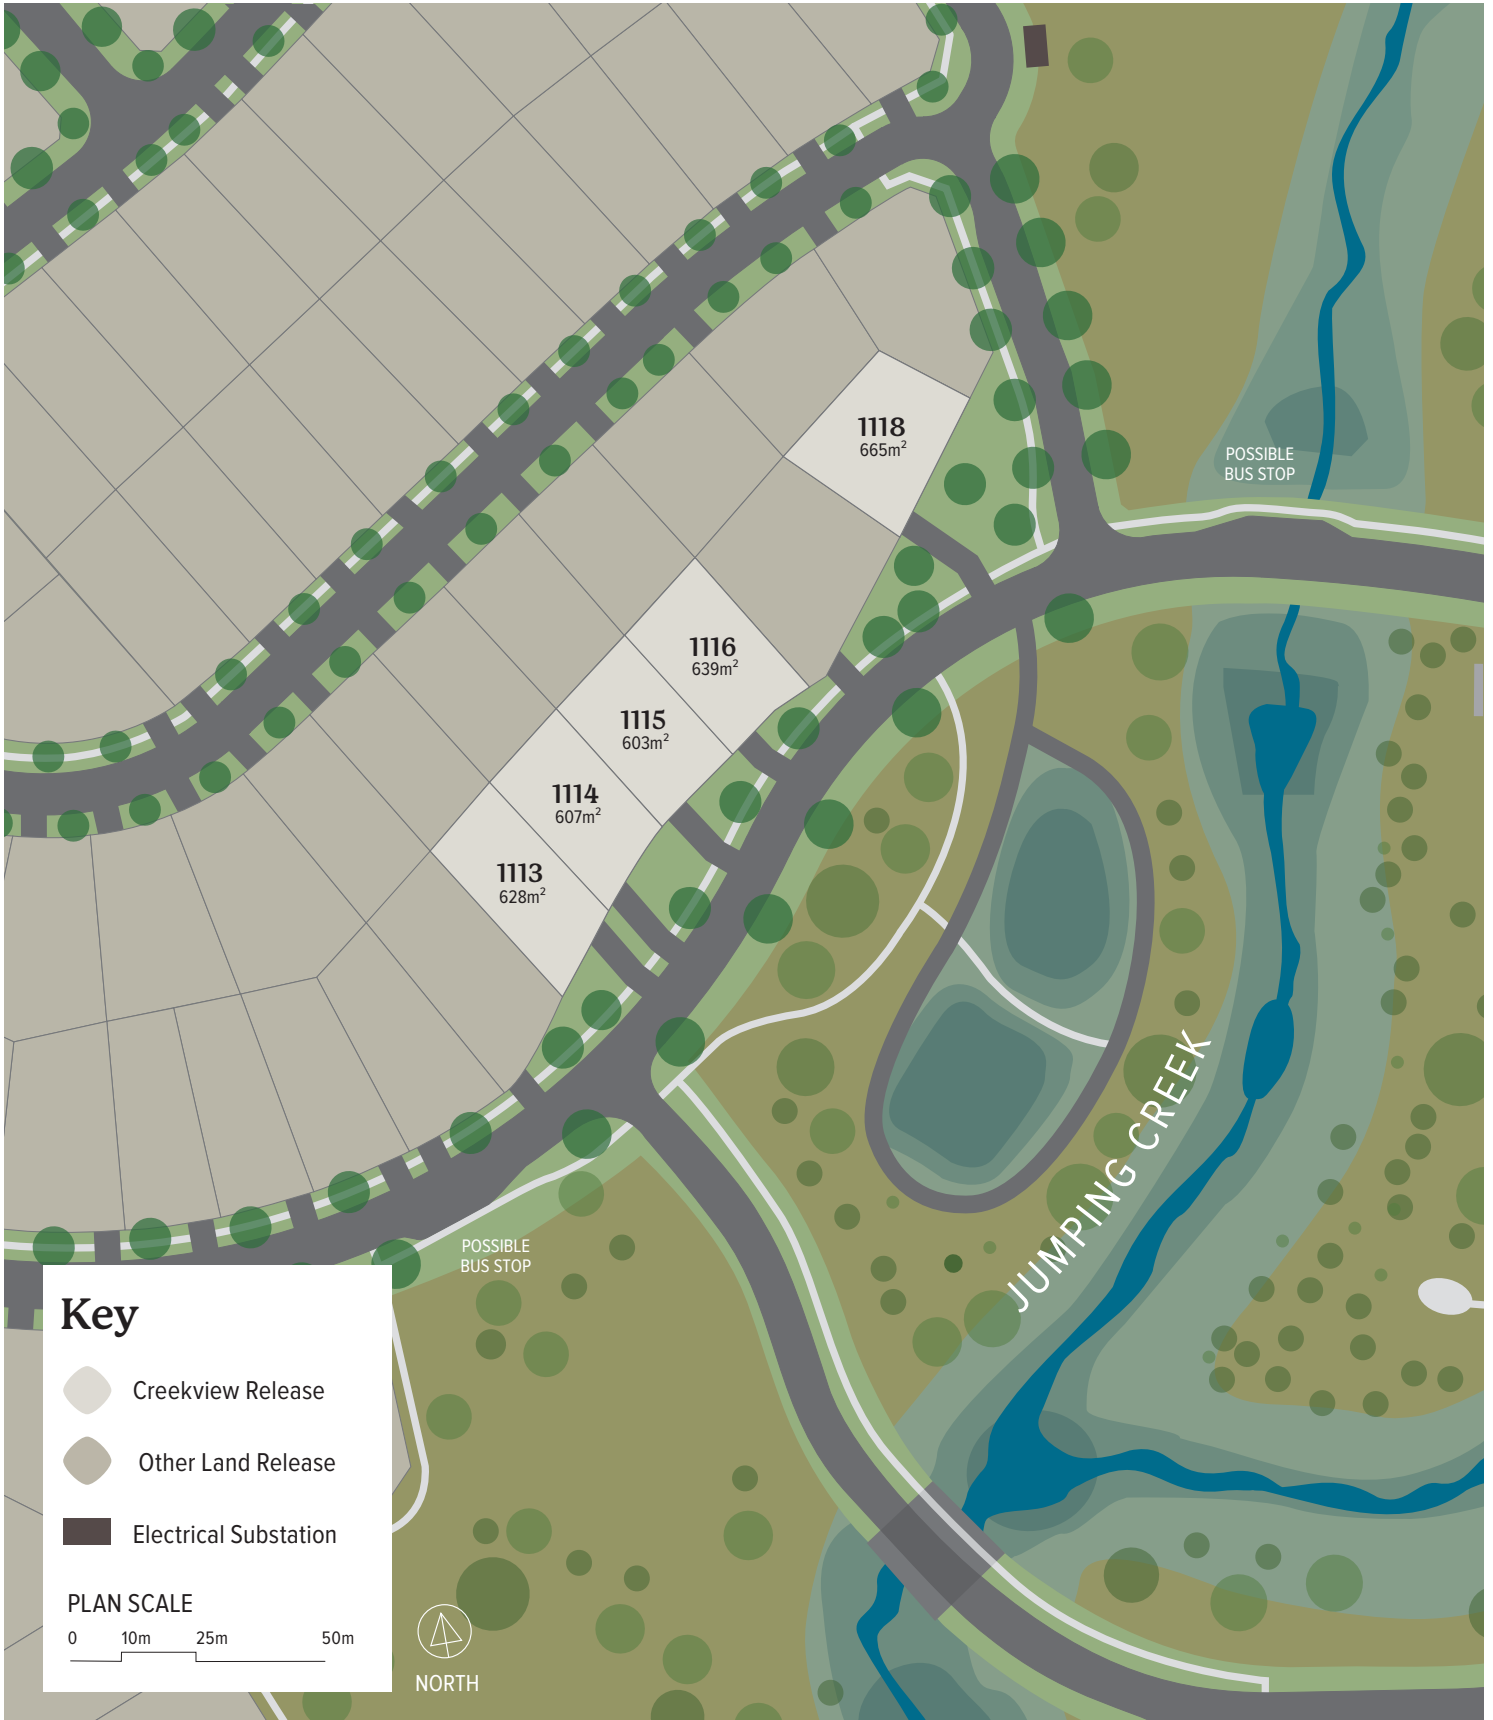 1118
665m²
POSSIBLE
BUS STOP
1116
639m²
1115
603m²
1114
607m²
1113
628m²
JUMPING CREEK
POSSIBLE
BUS STOP
Key
Creekview Release
Other Land Release
Electrical Substation
PLAN SCALE
0 10m 25m 50m
NORTH